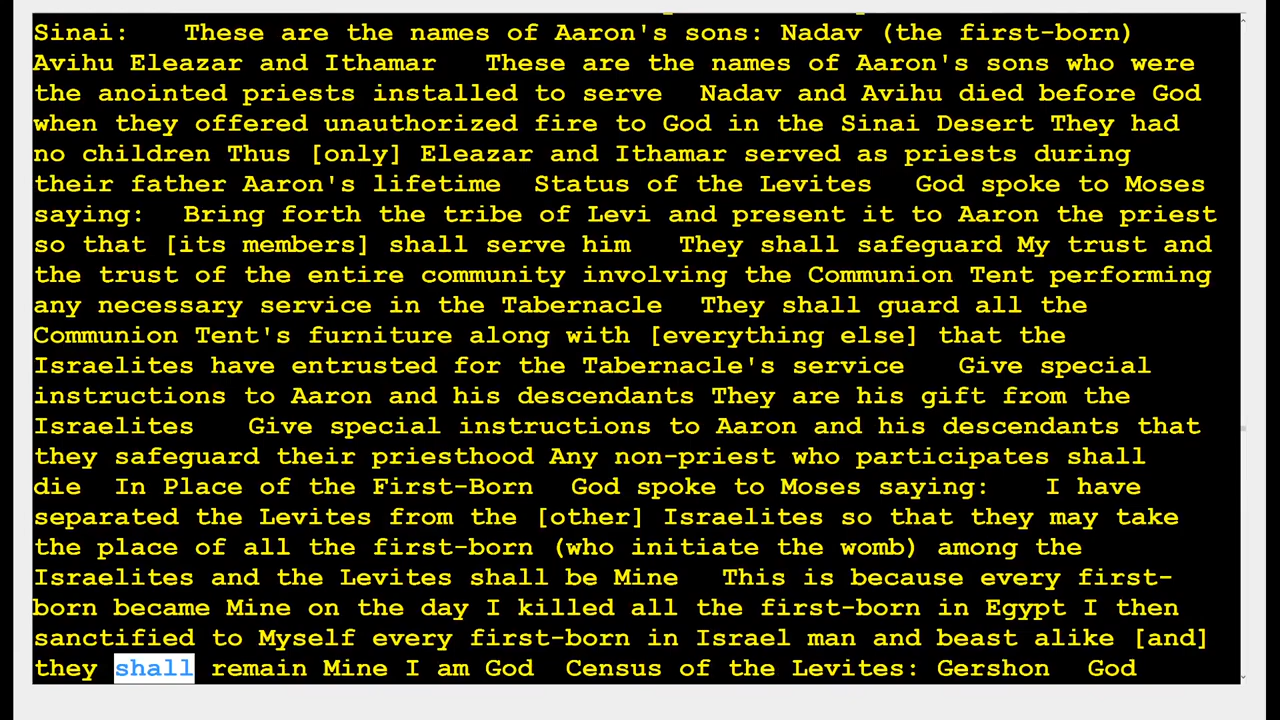 Sinai: These are the names of Aaron's sons: Nadav (the first-born)
Avihu Eleazar and Ithamar These are the names of Aaron's sons who were
the anointed priests installed to serve Nadav and Avihu died before God
when they offered unauthorized fire to God in the Sinai Desert They had
no children Thus [only] Eleazar and Ithamar served as priests during
their father Aaron's lifetime Status of the Levites God spoke to Moses
saying: Bring forth the tribe of Levi and present it to Aaron the priest
so that [its members] shall serve him They shall safeguard My trust and
the trust of the entire community involving the Communion Tent performing
any necessary service in the Tabernacle They shall guard all the
Communion Tent's furniture along with [everything else] that the
Israelites have entrusted for the Tabernacle's service Give special
instructions to Aaron and his descendants They are his gift from the
Israelites Give special instructions to Aaron and his descendants that
they safeguard their priesthood Any non-priest who participates shall
die In Place of the First-Born God spoke to Moses saying: I have
separated the Levites from the [other] Israelites so that they may take
the place of all the first-born (who initiate the womb) among the
Israelites and the Levites shall be Mine This is because every first-
born became Mine on the day I killed all the first-born in Egypt I then
sanctified to Myself every first-born in Israel man and beast alike [and]
they shall remain Mine I am God Census of the Levites: Gershon God